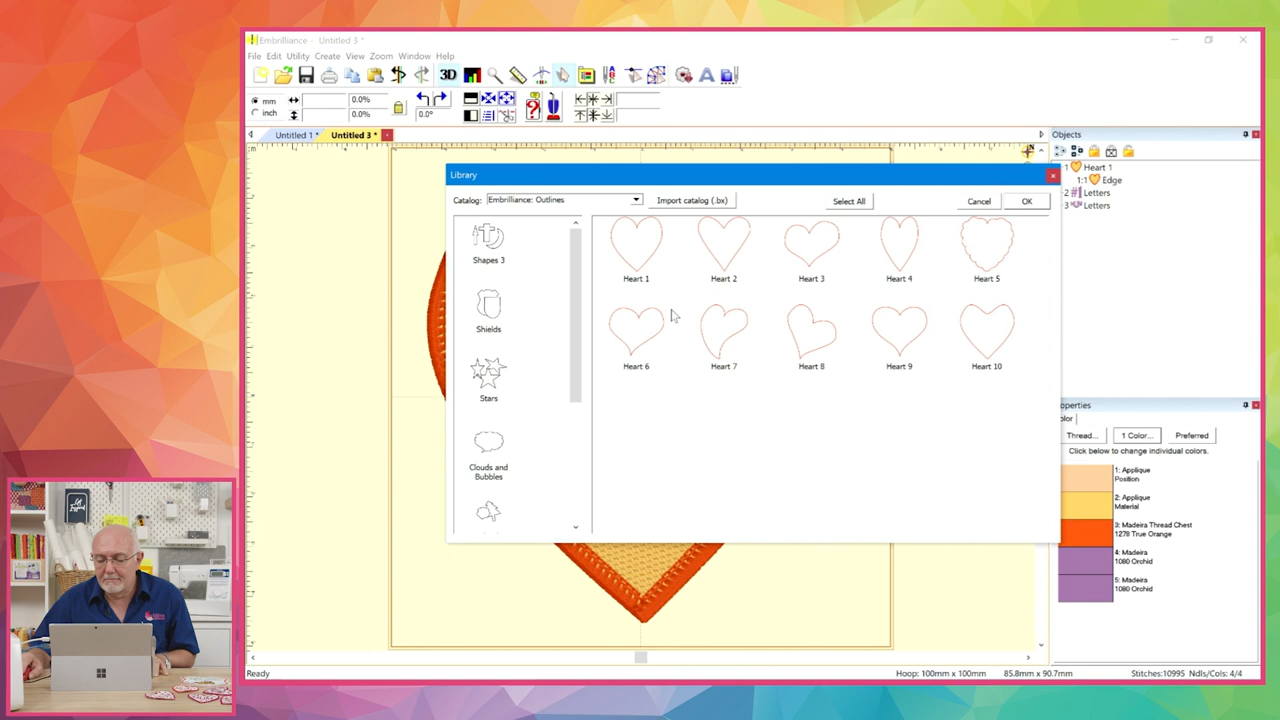 Embrilliance - Untitled 3 *
File Edit Utility Create View Zoom Window Help
3D
mm
inch
0.0%
0.0%
0.0°
Untitled 1 *
Untitled 3 *
Library
Catalog:
Embrilliance: Outlines
Import catalog (.bx)
Select All
Cancel
OK
Shapes 3
Shields
Stars
Clouds and
Bubbles
Heart 1
Heart 2
Heart 3
Heart 4
Heart 5
Heart 6
Heart 7
Heart 8
Heart 9
Heart 10
Objects
1 Heart 1
1:1 Edge
2 Letters
3 Letters
operties
olor
Thread...
1 Color...
Preferred
Click below to change individual colors.
1: Applique
Position
2: Applique
Material
3: Madeira Thread Chest
1278 True Orange
4: Madeira
1080 Orchid
5: Madeira
1080 Orchid
Ready
Hoop: 100mm x 100mm
85.8mm x 90.7mm
Stitches:10995 Ndls/Cols: 4/4